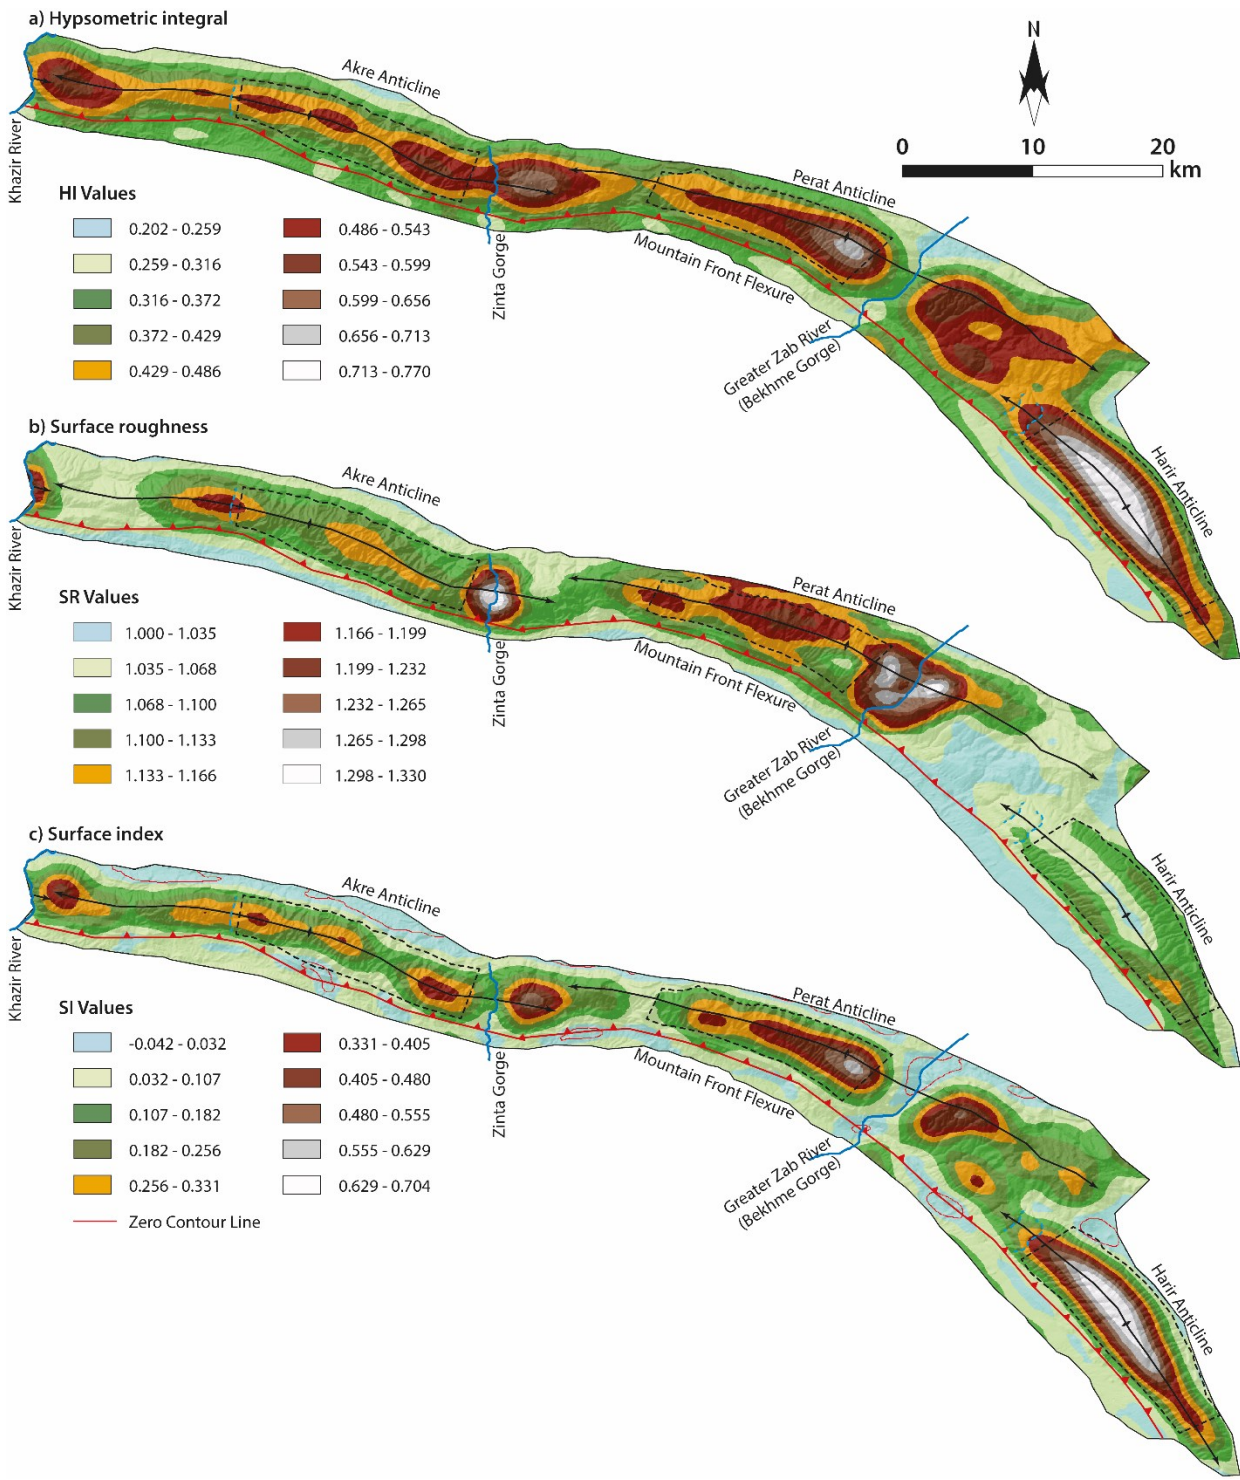 a) Hypsometric integral
N
Akre Anticline
0 10 20
km
Khazir River
Perat Anticline
HI Values
0.202 - 0.259
0.486 - 0.543
0.259 - 0.316
0.543 - 0.599
0.316 - 0.372
0.599 - 0.656
0.372 - 0.429
0.656 - 0.713
0.429 - 0.486
0.713 - 0.770
Zinta Gorge
Mountain Front Flexure
Greater Zab River
(Bekhme Gorge)
Harir Anticline
b) Surface roughness
Akre Anticline
Khazir River
Perat Anticline
SR Values
1.000 - 1.035
1.166 - 1.199
1.035 - 1.068
1.199 - 1.232
1.068 - 1.100
1.232 - 1.265
1.100 - 1.133
1.265 - 1.298
1.133 - 1.166
1.298 - 1.330
Zinta Gorge
Mountain Front Flexure
Greater Zab River
(Bekhme Gorge)
Harir Anticline
c) Surface index
Akre Anticline
Khazir River
Perat Anticline
SI Values
-0.042 - 0.032
0.331 - 0.405
0.032 - 0.107
0.405 - 0.480
0.107 - 0.182
0.480 - 0.555
0.182 - 0.256
0.555 - 0.629
0.256 - 0.331
0.629 - 0.704
Zero Contour Line
Zinta Gorge
Mountain Front Flexure
Greater Zab River
(Bekhme Gorge)
Harir Anticline